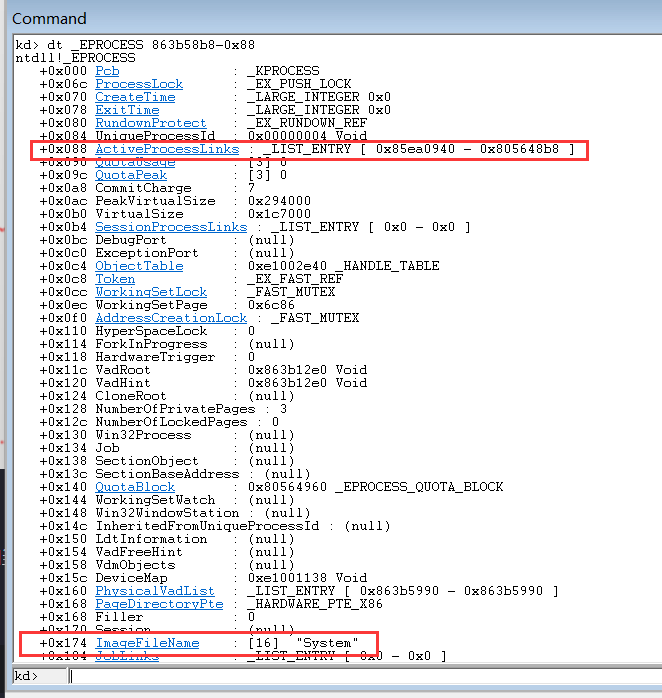 Command
kd> dt _EPROCESS 863b58b8-0x88
ntdll!_EPROCESS
+0x000 Pcb : _KPROCESS
+0x06c ProcessLock : _EX_PUSH_LOCK
+0x070 CreateTime : _LARGE_INTEGER 0x0
+0x078 ExitTime : _LARGE_INTEGER 0x0
+0x080 RundownProtect : _EX_RUNDOWN_REF
+0x084 UniqueProcessId : 0x00000004 Void
+0x088 ActiveProcessLinks : _LIST_ENTRY [ 0x85ea0940 - 0x805648b8 ]
+0x090 QuotaUsage : [3] 0
+0x09c QuotaPeak : [3] 0
+0x0a8 CommitCharge : 7
+0x0ac PeakVirtualSize : 0x294000
+0x0b0 VirtualSize : 0x1c7000
+0x0b4 SessionProcessLinks : _LIST_ENTRY [ 0x0 - 0x0 ]
+0x0bc DebugPort : (null)
+0x0c0 ExceptionPort : (null)
+0x0c4 ObjectTable : 0xe1002e40 _HANDLE_TABLE
+0x0c8 Token : _EX_FAST_REF
+0x0cc WorkingSetLock : _FAST_MUTEX
+0x0ec WorkingSetPage : 0x6c86
+0x0f0 AddressCreationLock : _FAST_MUTEX
+0x110 HyperSpaceLock : 0
+0x114 ForkInProgress : (null)
+0x118 HardwareTrigger : 0
+0x11c VadRoot : 0x863b12e0 Void
+0x120 VadHint : 0x863b12e0 Void
+0x124 CloneRoot : (null)
+0x128 NumberOfPrivatePages : 3
+0x12c NumberOfLockedPages : 0
+0x130 Win32Process : (null)
+0x134 Job : (null)
+0x138 SectionObject : (null)
+0x13c SectionBaseAddress : (null)
+0x140 QuotaBlock : 0x80564960 _EPROCESS_QUOTA_BLOCK
+0x144 WorkingSetWatch : (null)
+0x148 Win32WindowStation : (null)
+0x14c InheritedFromUniqueProcessId : (null)
+0x150 LdtInformation : (null)
+0x154 VadFreeHint : (null)
+0x158 VdmObjects : (null)
+0x15c DeviceMap : 0xe1001138 Void
+0x160 PhysicalVadList : _LIST_ENTRY [ 0x863b5990 - 0x863b5990 ]
+0x168 PageDirectoryPte : _HARDWARE_PTE_X86
+0x168 Filler : 0
+0x170 Session : (null)
+0x174 ImageFileName : [16] "System"
+0x184 JobLinks : _LIST_ENTRY [ 0x0 - 0x0 ]
kd>